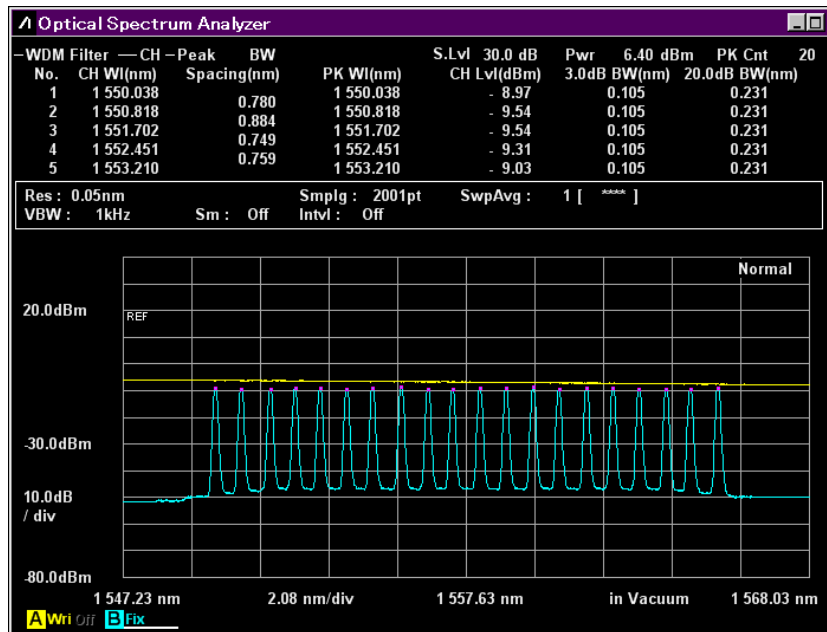 Optical Spectrum Analyzer
WDM Filter CH Peak BW S.Lvl 30.0 dB Pwr 6.40 dBm PK Cnt 20
No. CH Wl(nm) Spacing(nm) PK Wl(nm) CH Lvl(dBm) 3.0dB BW(nm) 20.0dB BW(nm)
1 1 550.038 1 550.038 - 8.97 0.105 0.231
0.780
2 1 550.818 1 550.818 - 9.54 0.105 0.231
0.884
3 1 551.702 1 551.702 - 9.54 0.105 0.231
0.749
4 1 552.451 1 552.451 - 9.31 0.105 0.231
0.759
5 1 553.210 1 553.210 - 9.03 0.105 0.231
Res : 0.05nm Smplg : 2001pt SwpAvg : 1 [ **** ]
VBW : 1kHz Sm : Off Intvl : Off
Normal
20.0dBm
REF
-30.0dBm
10.0dB
/ div
-80.0dBm
1 547.23 nm 2.08 nm/div 1 557.63 nm in Vacuum 1 568.03 nm
A Wri Off B Fix